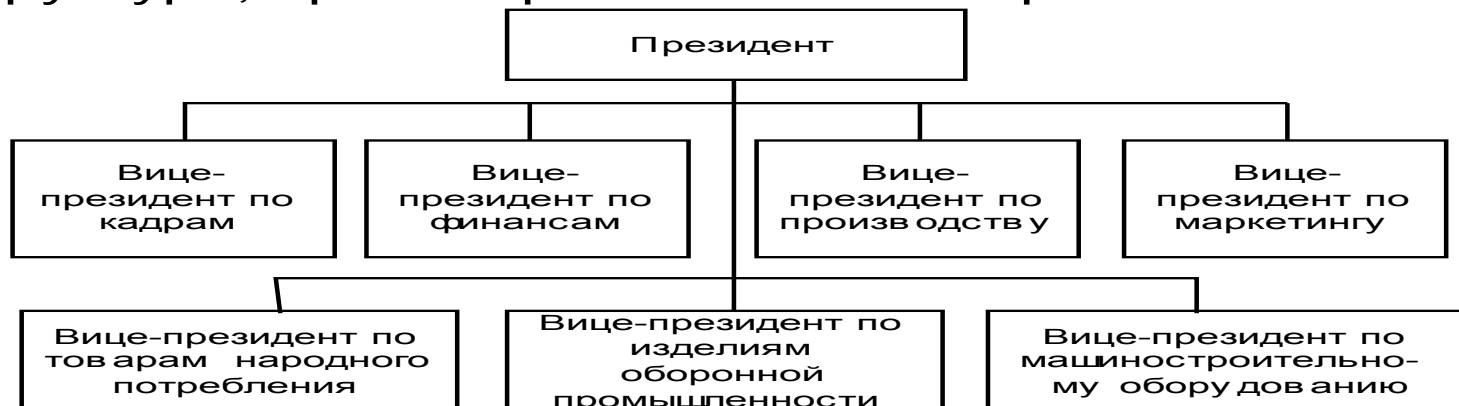 Президент
Вице-
президент по
кадрам
Вице-
президент по
финансам
Вице-
президент по
производству
Вице-
президент по
маркетингу
Вице-президент по
товарам народного
потребления
Вице-президент по
изделиям
оборонной
промышленности
Вице-президент по
машиностроительно-
му оборудованию